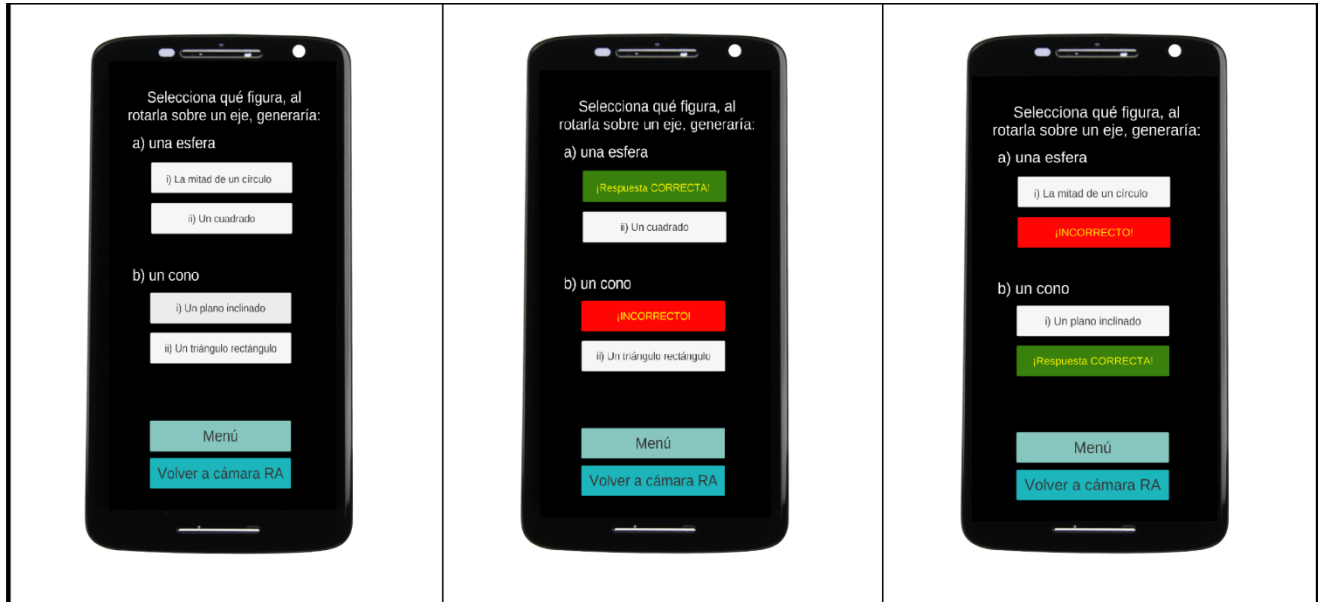 Selecciona qué figura, al
rotarla sobre un eje, generaría:
a) una esfera
i) La mitad de un círculo
ii) Un cuadrado
b) un cono
i) Un plano inclinado
ii) Un triángulo rectángulo
Menú
Volver a cámara RA
Selecciona qué figura, al
rotarla sobre un eje, generaría:
a) una esfera
¡Respuesta CORRECTA!
ii) Un cuadrado
b) un cono
¡INCORRECTO!
ii) Un triángulo rectángulo
Menú
Volver a cámara RA
Selecciona qué figura, al
rotarla sobre un eje, generaría:
a) una esfera
i) La mitad de un círculo
¡INCORRECTO!
b) un cono
i) Un plano inclinado
¡Respuesta CORRECTA!
Menú
Volver a cámara RA